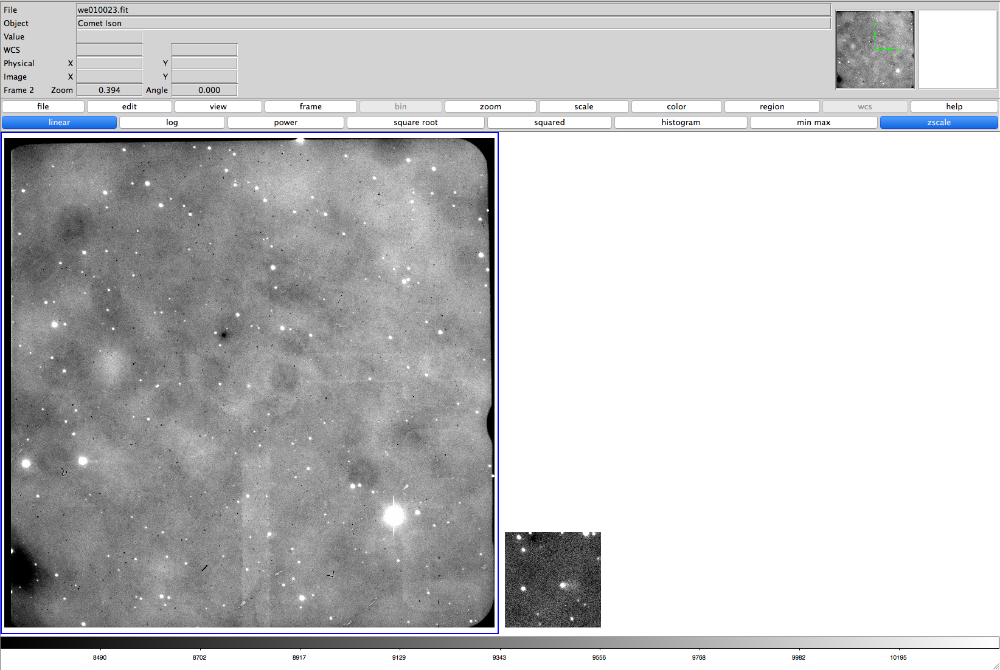 File we010023.fit
Object Comet Ison
Value
WCS
Physical X Y
Image X Y
Frame 2 Zoom 0.394 Angle 0.000
file edit view frame bin zoom scale color region wcs help
linear log power square root squared histogram min max zscale
8490 8702 8917 9129 9343 9556 9768 9982 10195